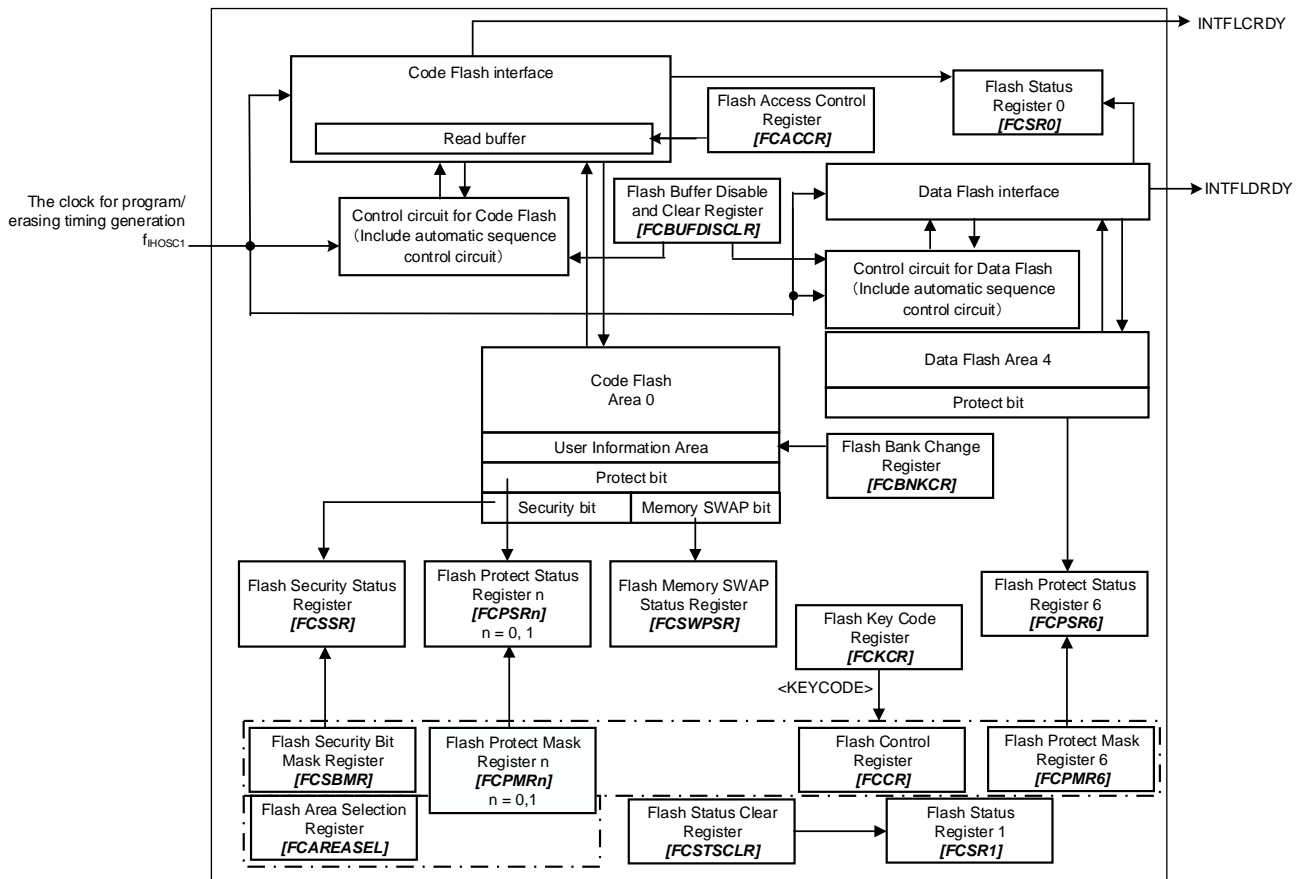 INTFLCRDY
Code Flash interface
Read buffer
Flash Access Control
Register
[FCACCR]
Flash Status
Register 0
[FCSR0]
The clock for program/
erasing timing generation
fIHOSC1
Control circuit for Code Flash
(Include automatic sequence
control circuit)
Flash Buffer Disable
and Clear Register
[FCBUFDISCLR]
Data Flash interface
INTFLDRDY
Control circuit for Data Flash
(Include automatic sequence
control circuit)
Code Flash
Area 0
User Information Area
Protect bit
Security bit
Memory SWAP bit
Data Flash Area 4
Protect bit
Flash Bank Change
Register
[FCBNKCR]
Flash Security Status
Register
[FCSSR]
Flash Protect Status
Register n
[FCPSRn]
n = 0, 1
Flash Memory SWAP
Status Register
[FCSWPSR]
Flash Key Code
Register
[FCKCR]
Flash Protect Status
Register 6
[FCPSR6]
<KEYCODE>
Flash Security Bit
Mask Register
[FCSBMR]
Flash Protect Mask
Register n
[FCPMRn]
n = 0,1
Flash Control
Register
[FCCR]
Flash Protect Mask
Register 6
[FCPMR6]
Flash Area Selection
Register
[FCAREASEL]
Flash Status Clear
Register
[FCSTSCLR]
Flash Status
Register 1
[FCSR1]